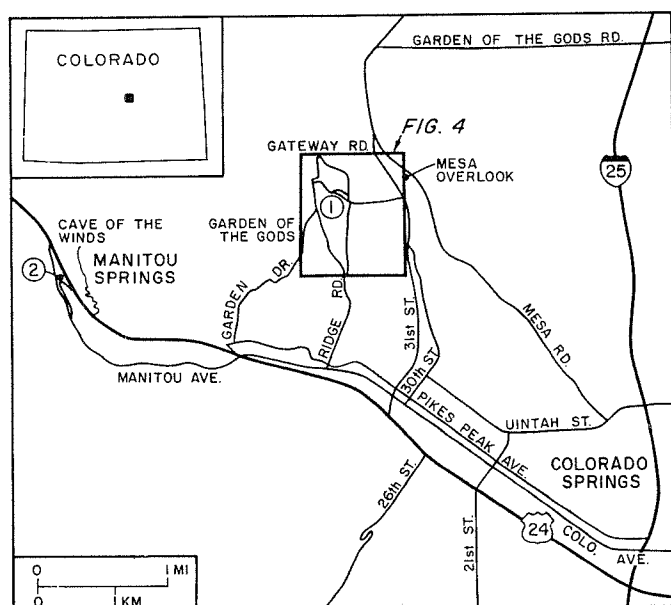 COLORADO
GARDEN OF THE GODS RD.
FIG. 4
GATEWAY RD.
MESA
OVERLOOK
25
1
CAVE OF THE
WINDS
GARDEN OF
THE GODS
2
MANITOU
SPRINGS
GARDEN DR.
RIDGE RD.
31st ST.
30th ST.
MESA RD.
MANITOU AVE.
PIKES PEAK AVE.
UINTAH ST.
COLORADO
SPRINGS
26th ST.
21st ST.
24
COLO. AVE.
0 1 MI
0 1 KM